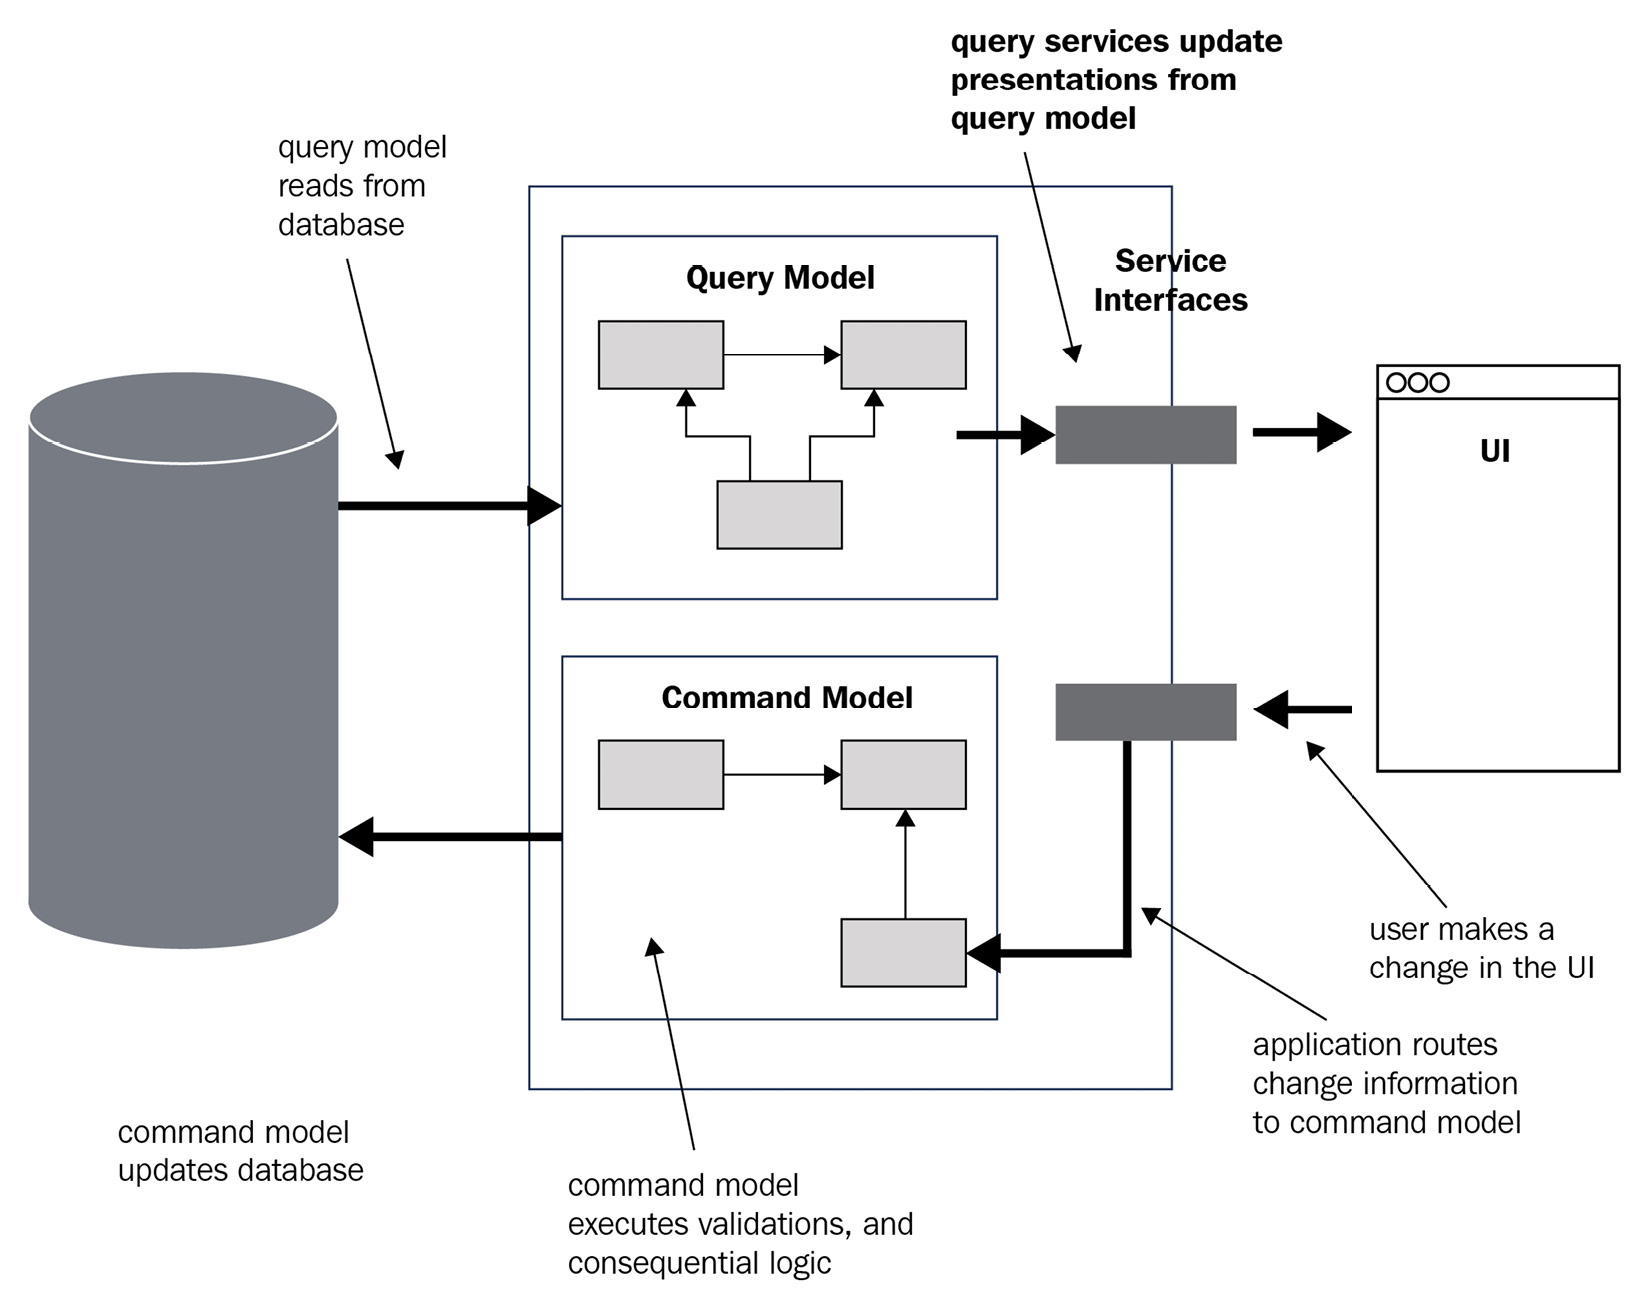 query services update
presentations from
query model
query model
reads from
database
Service
Interfaces
Query Model
UI
Command Model
user makes a
change in the UI
application routes
change information
to command model
command model
updates database
command model
executes validations, and
consequential logic